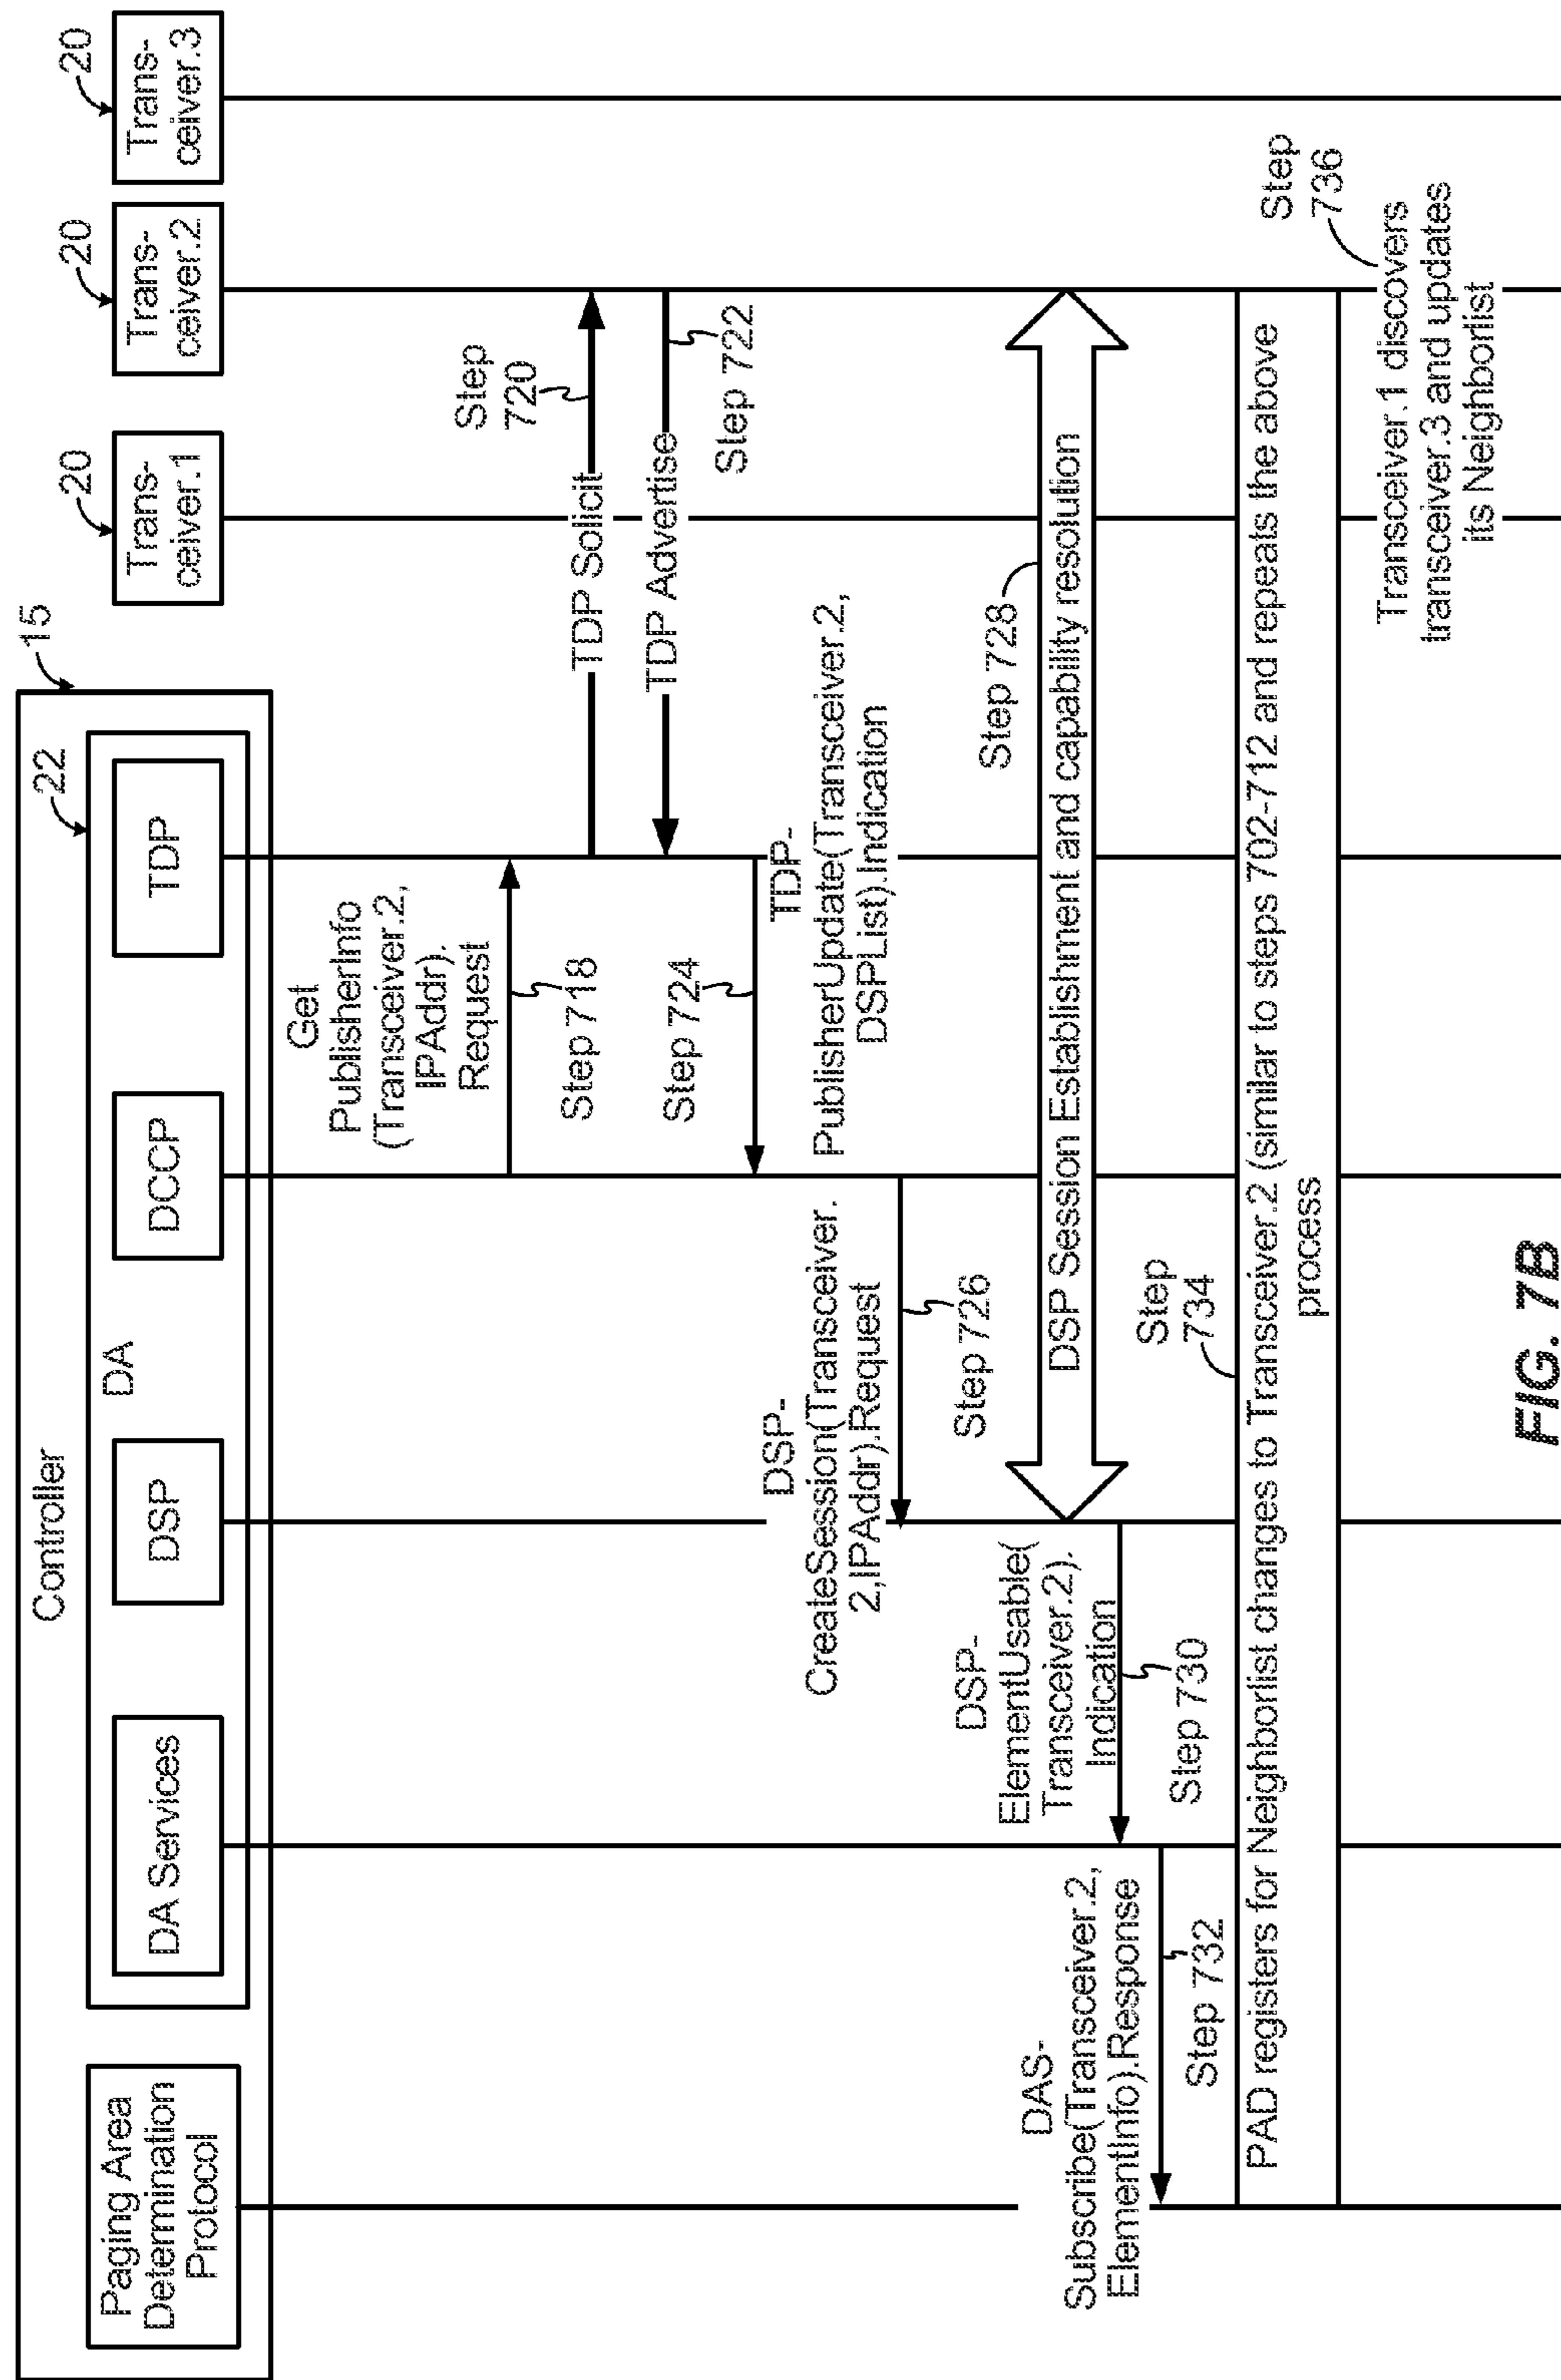 Controller
15
DA
22
Paging Area
Determination
Protocol
DA Services
DSP
DCCP
TDP
20
Trans-
ceiver.1
20
Trans-
ceiver.2
20
Trans-
ceiver.3
Get
PublisherInfo
(Transceiver.2,
IPAddr).
Request
Step 718
TDP Solicit
Step
720
TDP Advertise
Step 722
Step 724
TDP-
PublisherUpdate(Transceiver.2,
DSPList).Indication
DSP-
CreateSession(Transceiver.
2,IPAddr).Request
Step 726
Step 728
DSP Session Establishment and capability resolution
DSP-
ElementUsable(
Transceiver.2).
Indication
Step 730
DAS-
Subscribe(Transceiver.2,
ElementInfo).Response
Step 732
Step
734
PAD registers for Neighborlist changes to Transceiver.2 (similar to steps 702-712 and repeats the above
process
Step
736
Transceiver.1 discovers
transceiver.3 and updates
its Neighborlist
FIG. 7B